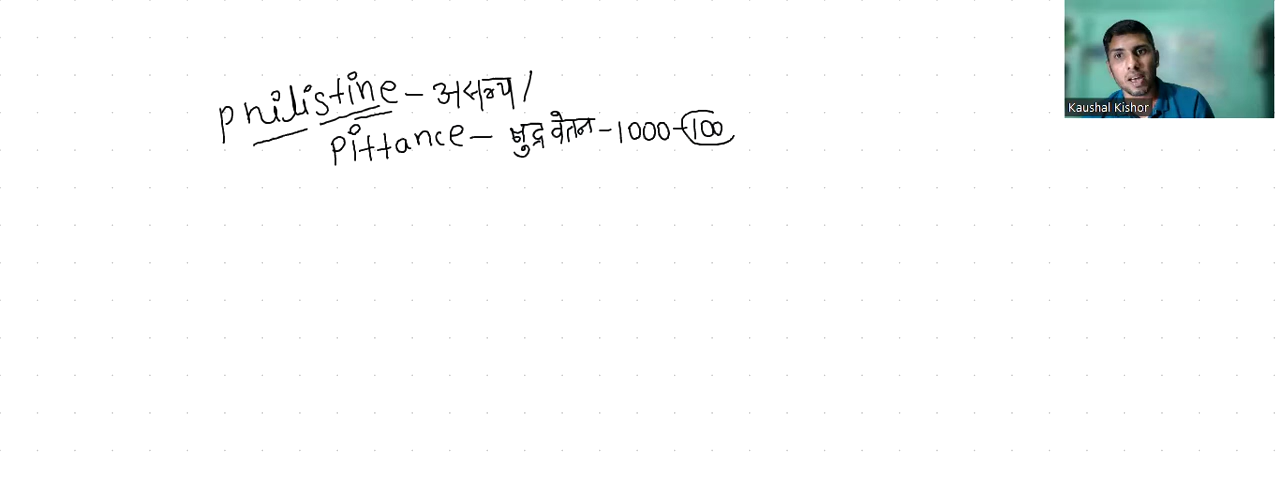 Philistine – असभ्य /
Pittance – क्षुद्र वेतन – 1000 – 100
Kaushal Kishor